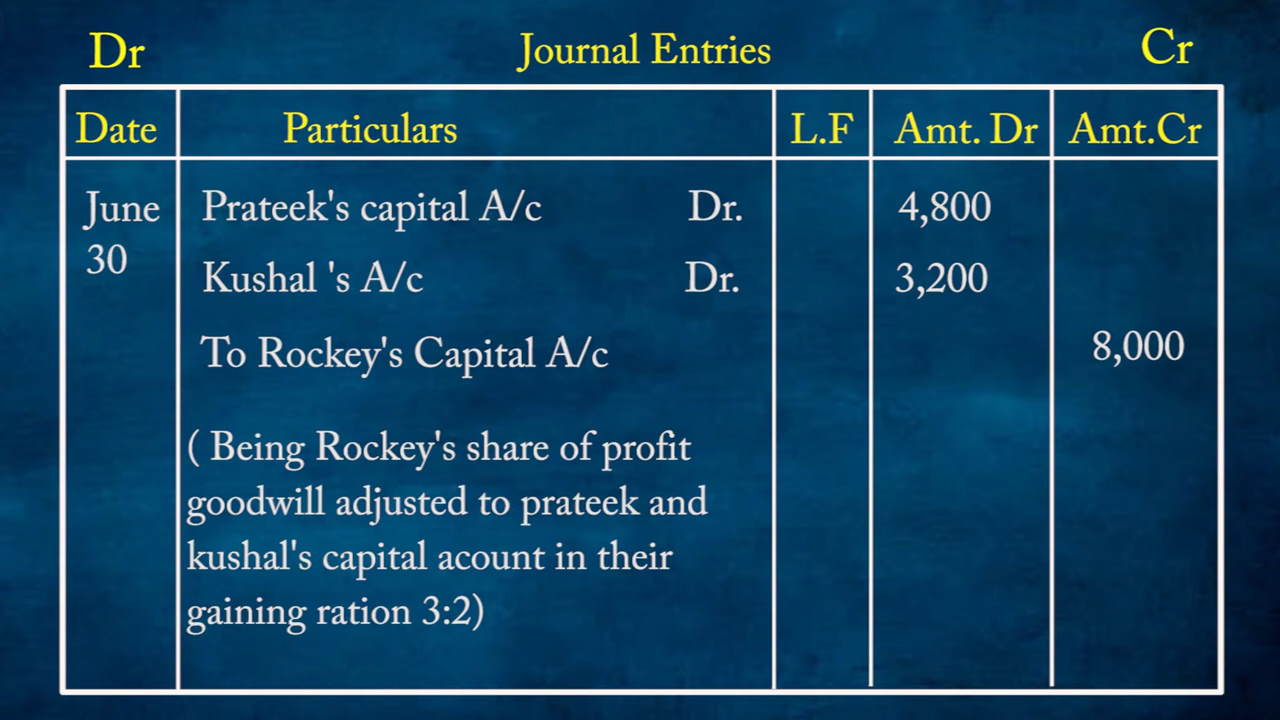 Dr Journal Entries Cr
Date Particulars L.F Amt. Dr Amt.Cr
June Prateek's capital A/c Dr. 4,800
30
Kushal 's A/c Dr. 3,200
To Rockey's Capital A/c 8,000
( Being Rockey's share of profit
goodwill adjusted to prateek and
kushal's capital acount in their
gaining ration 3:2)